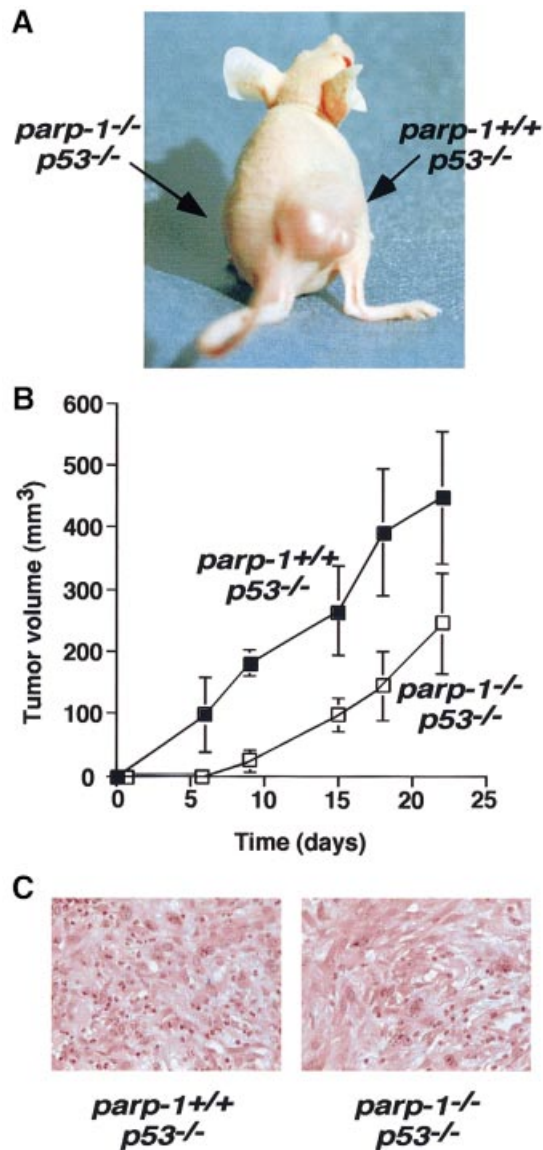 A
parp-1-/-
p53-/-
parp-1+/+
p53-/-
B
600
500
400
300
200
100
0
Tumor volume (mm3)
parp-1+/+
p53-/-
parp-1-/-
p53-/-
0 5 10 15 20 25
Time (days)
C
parp-1+/+
p53-/-
parp-1-/-
p53-/-